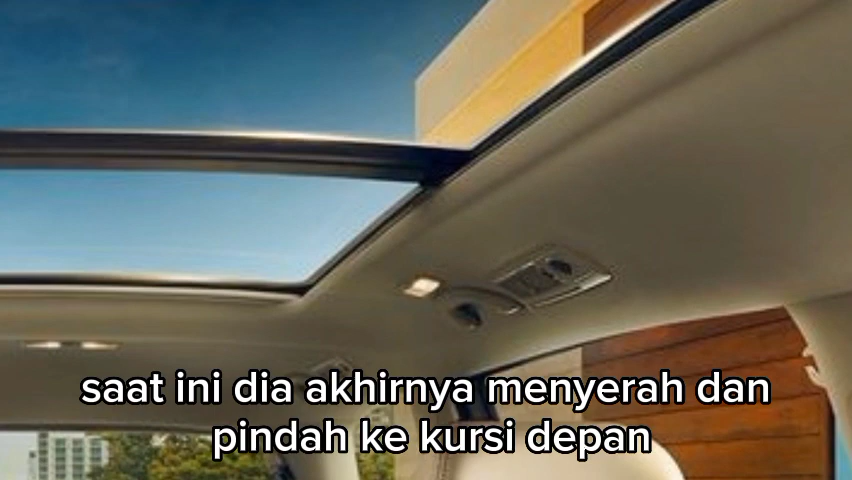 saat ini dia akhirnya menyerah dan
pindah ke kursi depan